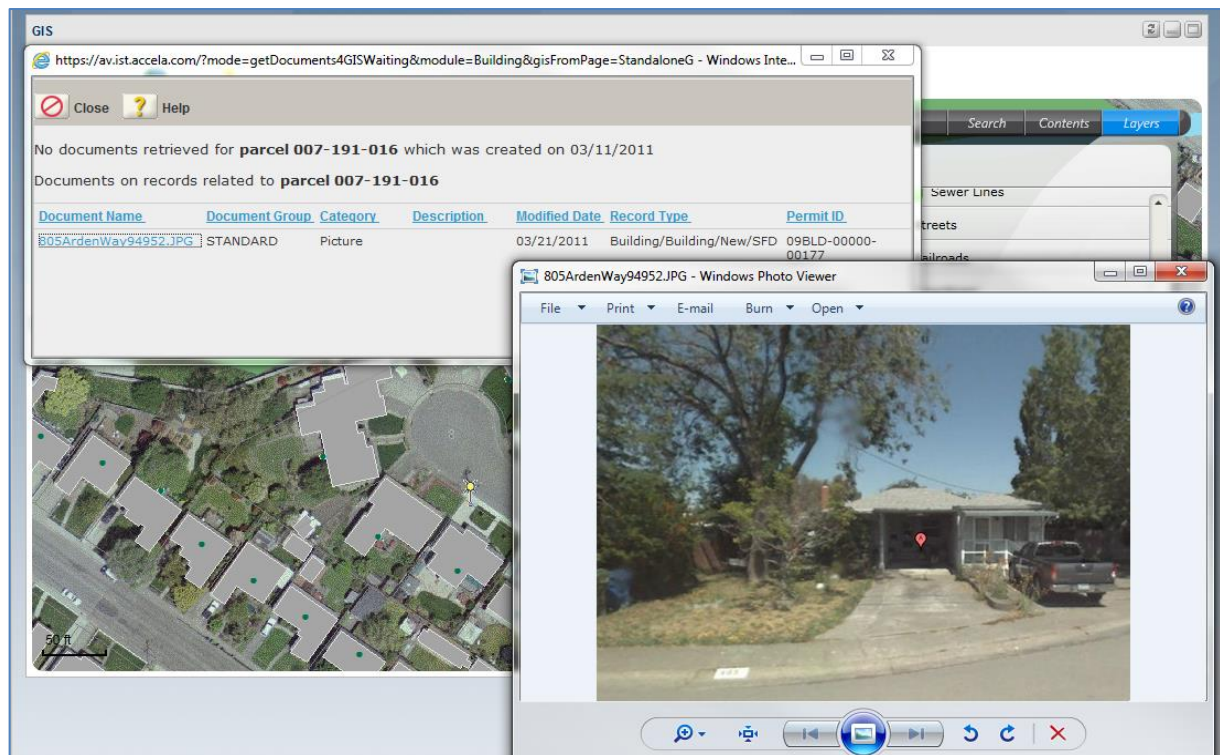 GIS
https://av.ist.accela.com/?mode=getDocuments4GISWaiting&module=Building&gisFromPage=StandaloneG - Windows Inte...
Close Help
No documents retrieved for parcel 007-191-016 which was created on 03/11/2011
Documents on records related to parcel 007-191-016
Document Name Document Group Category Description Modified Date Record Type Permit ID
805ArdenWay94952.JPG STANDARD Picture 03/21/2011 Building/Building/New/SFD 09BLD-00000-
00177
Search Contents Layers
Sewer Lines
treets
ailroads
805ArdenWay94952.JPG - Windows Photo Viewer
File Print E-mail Burn Open
A
50 ft